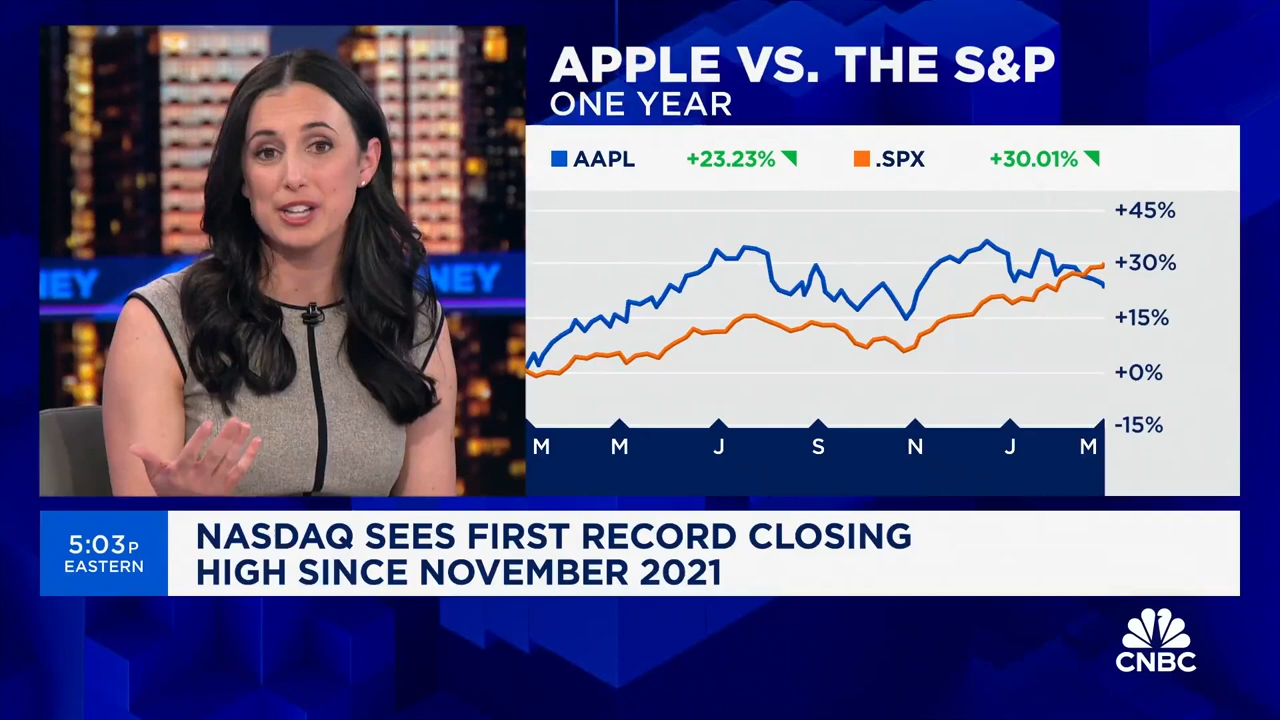 APPLE VS. THE S&P
ONE YEAR
AAPL +23.23% .SPX +30.01%
+45%
+30%
+15%
+0%
-15%
M M J S N J M
NEY
NEY
5:03P
EASTERN
NASDAQ SEES FIRST RECORD CLOSING
HIGH SINCE NOVEMBER 2021
CNBC